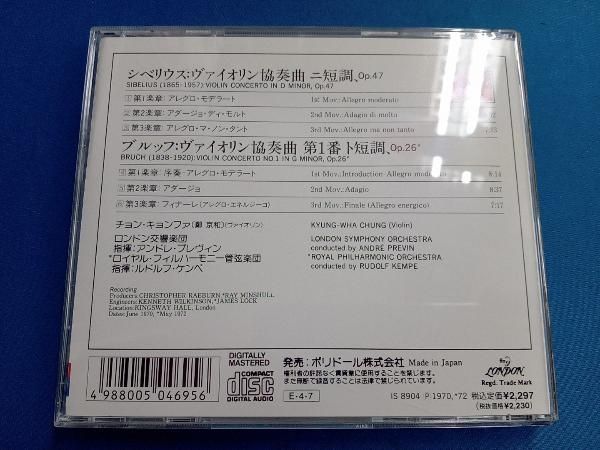 シベリウス:ヴァイオリン協奏曲 ニ短調、Op.47
SIBELIUS (1865-1957):VIOLIN CONCERTO IN D MINOR, Op.47
1 第1楽章:アレグロ・モデラート 1st Mov.:Allegro moderato
2 第2楽章:アダージョ・ディ・モルト 2nd Mov.:Adagio di molto
3 第3楽章:アレグロ・マ・ノン・タント 3rd Mov.:Allegro ma non tanto
ブルッフ:ヴァイオリン協奏曲 第1番 ト短調、Op.26*
BRUCH (1838-1920):VIOLIN CONCERTO NO.1 IN G MINOR, Op.26*
4 第1楽章:序奏-アレグロ・モデラート 1st Mov.:Introduction-Allegro moderato 8:14
5 第2楽章:アダージョ 2nd Mov.:Adagio 8:37
6 第3楽章:フィナーレ(アレグロ・エネルジーコ) 3rd Mov.:Finale (Allegro energico) 7:17
チョン・キョンファ[鄭 京和](ヴァイオリン) KYUNG-WHA CHUNG (Violin)
ロンドン交響楽団 LONDON SYMPHONY ORCHESTRA
指揮:アンドレ・プレヴィン conducted by ANDRÉ PREVIN
*ロイヤル・フィルハーモニー管弦楽団 *ROYAL PHILHARMONIC ORCHESTRA
指揮:ルドルフ・ケンペ conducted by RUDOLF KEMPE
Recording
Producers:CHRISTOPHER RAEBURN,*RAY MINSHULL
Engineers:KENNETH WILKINSON,*JAMES LOCK
Location:KINGSWAY HALL, London
Dates:June 1970, *May 1972
4 988005 046956
DIGITALLY
MASTERED
COMPACT
disc
DIGITAL AUDIO
発売:ポリドール株式会社 Made in Japan
権利者の許諾なく賃貸業に使用することを禁じます。
また無断で録音することは法律で禁じられています。
E・4・7
LONDON
Regd. Trade Mark
IS 8904 P・1970,*72 税込定価¥2,297
(税抜価格¥2,230)